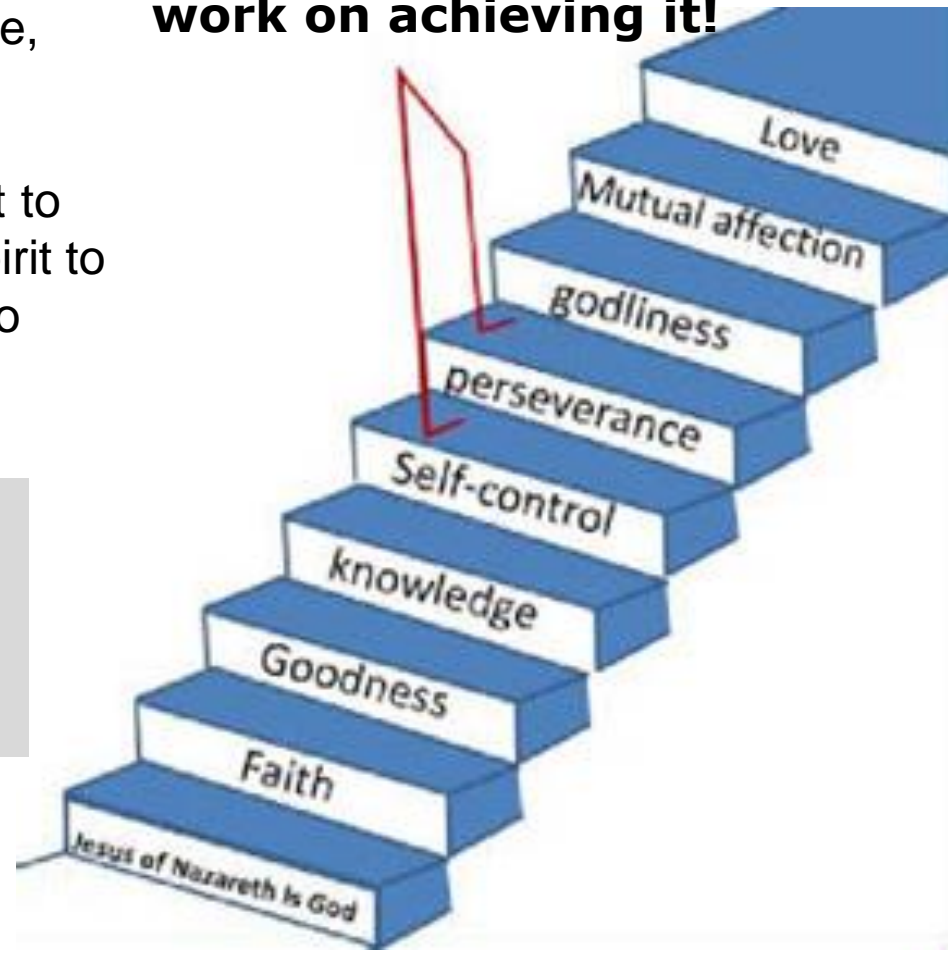 e,
work on achieving it!
t to
irit to
o
Love
Mutual affection
godliness
perseverance
Self-control
knowledge
Goodness
Faith
Jesus of Nazareth Is God